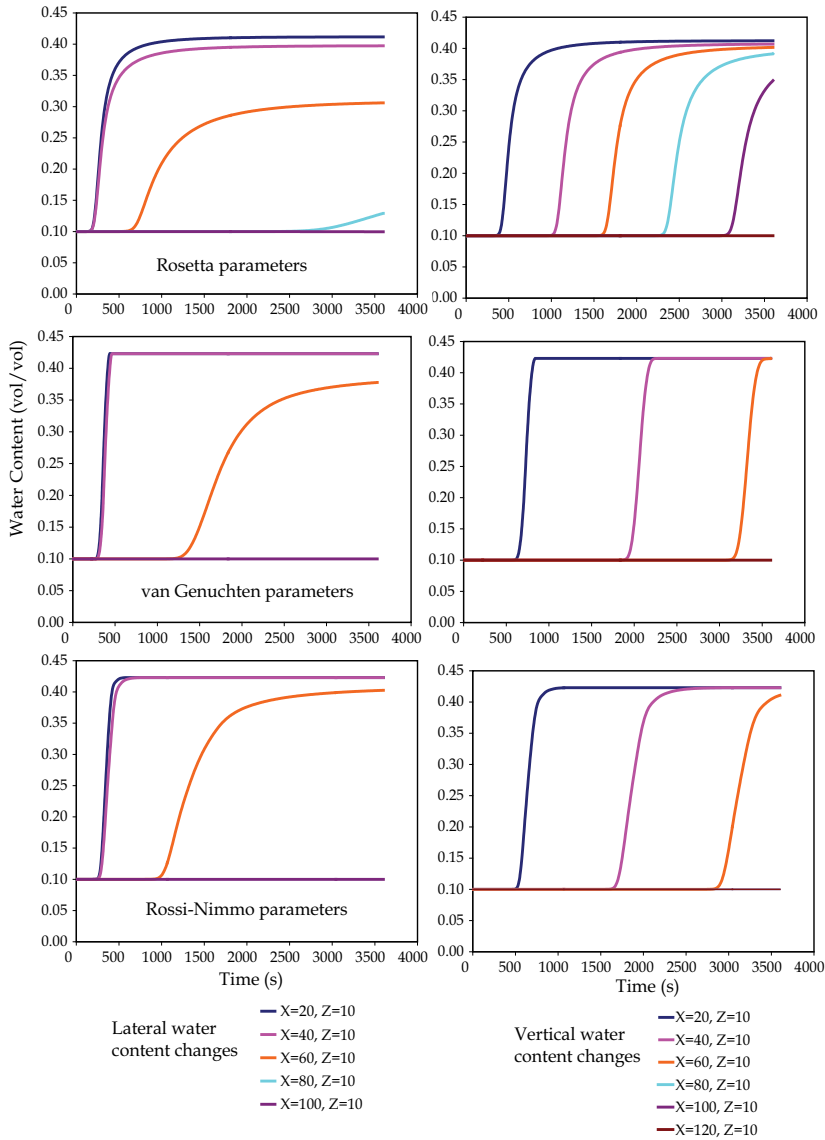 0.45
0.40
0.35
0.30
0.25
0.20
0.15
0.10
0.05
0.00
0 500 1000 1500 2000 2500 3000 3500 4000
Rosetta parameters
0.45
0.40
0.35
0.30
0.25
0.20
0.15
0.10
0.05
0.00
0 500 1000 1500 2000 2500 3000 3500 4000
Water Content (vol/vol)
0.45
0.40
0.35
0.30
0.25
0.20
0.15
0.10
0.05
0.00
0 500 1000 1500 2000 2500 3000 3500 4000
van Genuchten parameters
0.45
0.40
0.35
0.30
0.25
0.20
0.15
0.10
0.05
0.00
0 500 1000 1500 2000 2500 3000 3500 4000
0.45
0.40
0.35
0.30
0.25
0.20
0.15
0.10
0.05
0.00
0 500 1000 1500 2000 2500 3000 3500 4000
Rossi-Nimmo parameters
Time (s)
0.45
0.40
0.35
0.30
0.25
0.20
0.15
0.10
0.05
0.00
0 500 1000 1500 2000 2500 3000 3500 4000
Time (s)
Lateral water
content changes
X=20, Z=10
X=40, Z=10
X=60, Z=10
X=80, Z=10
X=100, Z=10
Vertical water
content changes
X=20, Z=10
X=40, Z=10
X=60, Z=10
X=80, Z=10
X=100, Z=10
X=120, Z=10